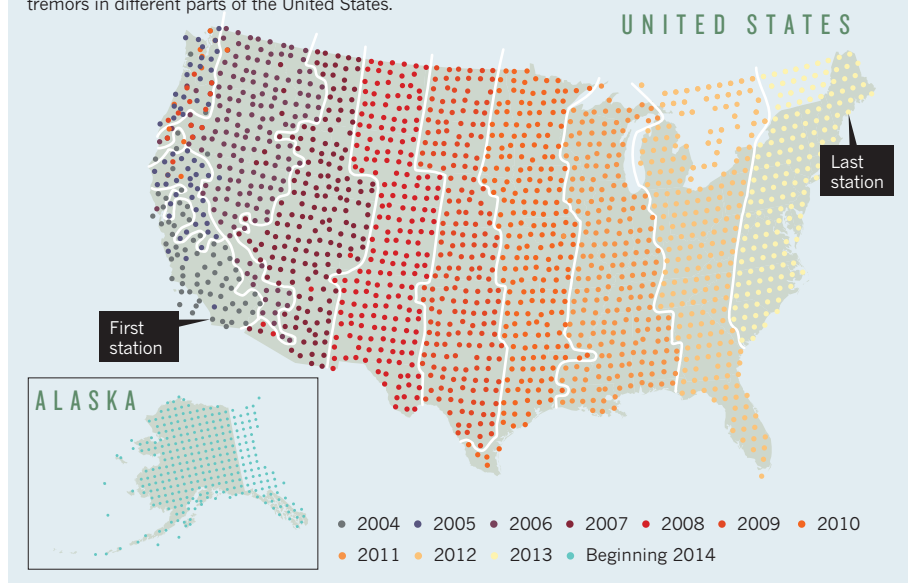 tremors in different parts of the United States.
UNITED STATES
Last
station
First
station
ALASKA
2004 2005 2006 2007 2008 2009 2010
2011 2012 2013 Beginning 2014